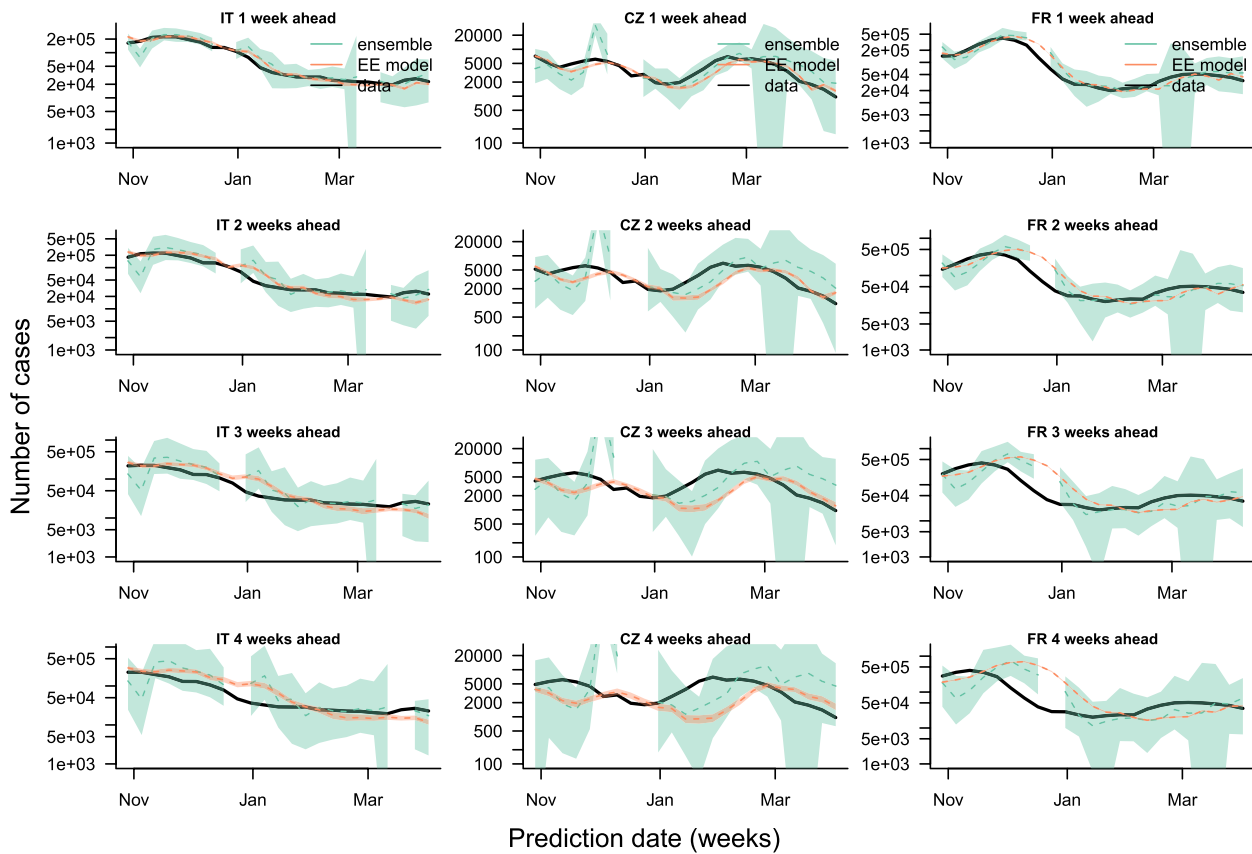 IT 1 week ahead
2e+05
5e+04
2e+04
5e+03
1e+03
Nov
Jan
Mar
ensemble
EE model
data
CZ 1 week ahead
20000
5000
2000
500
100
Nov
Jan
Mar
ensemble
EE model
data
FR 1 week ahead
5e+05
2e+05
5e+04
2e+04
5e+03
1e+03
Nov
Jan
Mar
ensemble
EE model
data
IT 2 weeks ahead
5e+05
2e+05
5e+04
2e+04
5e+03
1e+03
Nov
Jan
Mar
CZ 2 weeks ahead
20000
5000
2000
500
100
Nov
Jan
Mar
FR 2 weeks ahead
5e+05
5e+04
5e+03
1e+03
Nov
Jan
Mar
IT 3 weeks ahead
5e+05
5e+04
5e+03
1e+03
Nov
Jan
Mar
CZ 3 weeks ahead
20000
5000
2000
500
100
Nov
Jan
Mar
FR 3 weeks ahead
5e+05
5e+04
5e+03
1e+03
Nov
Jan
Mar
IT 4 weeks ahead
5e+05
5e+04
5e+03
1e+03
Nov
Jan
Mar
CZ 4 weeks ahead
20000
5000
2000
500
100
Nov
Jan
Mar
FR 4 weeks ahead
5e+05
5e+04
5e+03
1e+03
Nov
Jan
Mar
Number of cases
Prediction date (weeks)